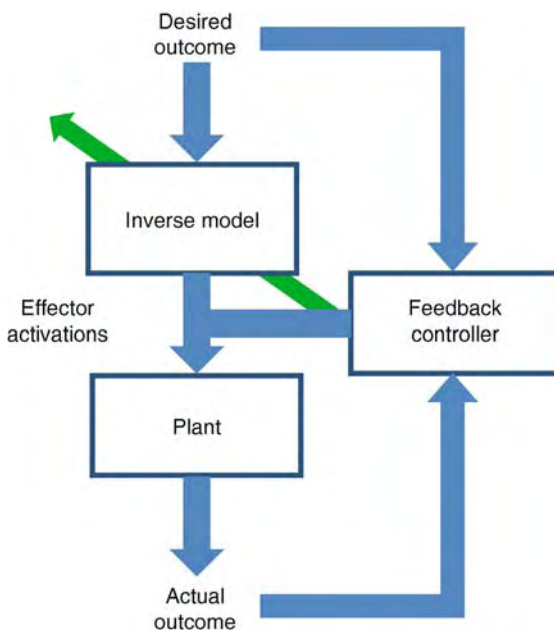 Desired
outcome
Inverse model
Effector
activations
Feedback
controller
Plant
Actual
outcome